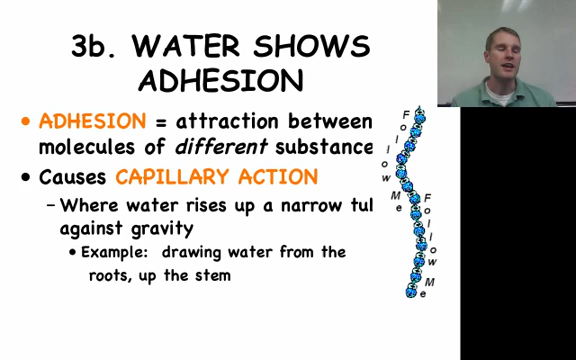 3b. WATER SHOWS
ADHESION
• ADHESION = attraction between
molecules of different substance
• Causes CAPILLARY ACTION
– Where water rises up a narrow
against gravity
• Example: drawing water from the
roots, up the stem
Follow Me
Follow Me